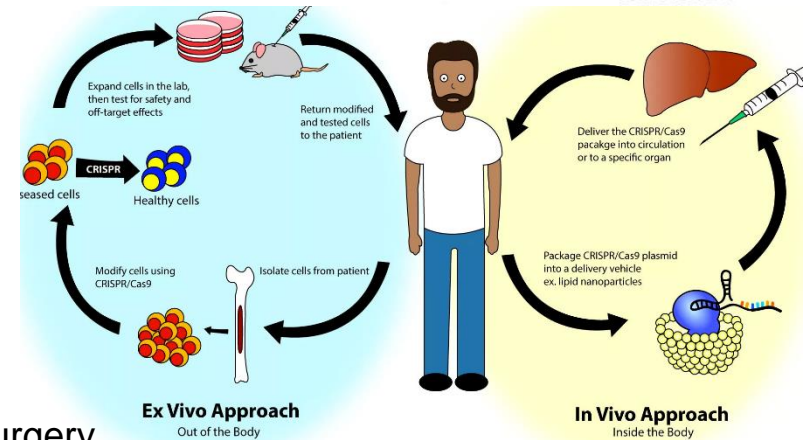 Expand cells in the lab,
then test for safety and
off-target effects
Return modified
and tested cells
to the patient
CRISPR
seased cells
Healthy cells
Modify cells using
CRISPR/Cas9
Isolate cells from patient
Ex Vivo Approach
Out of the Body
Deliver the CRISPR/Cas9
pacakge into circulation
or to a specific organ
Package CRISPR/Cas9 plasmid
into a delivery vehicle
ex. lipid nanoparticles
In Vivo Approach
Inside the Body
urgery